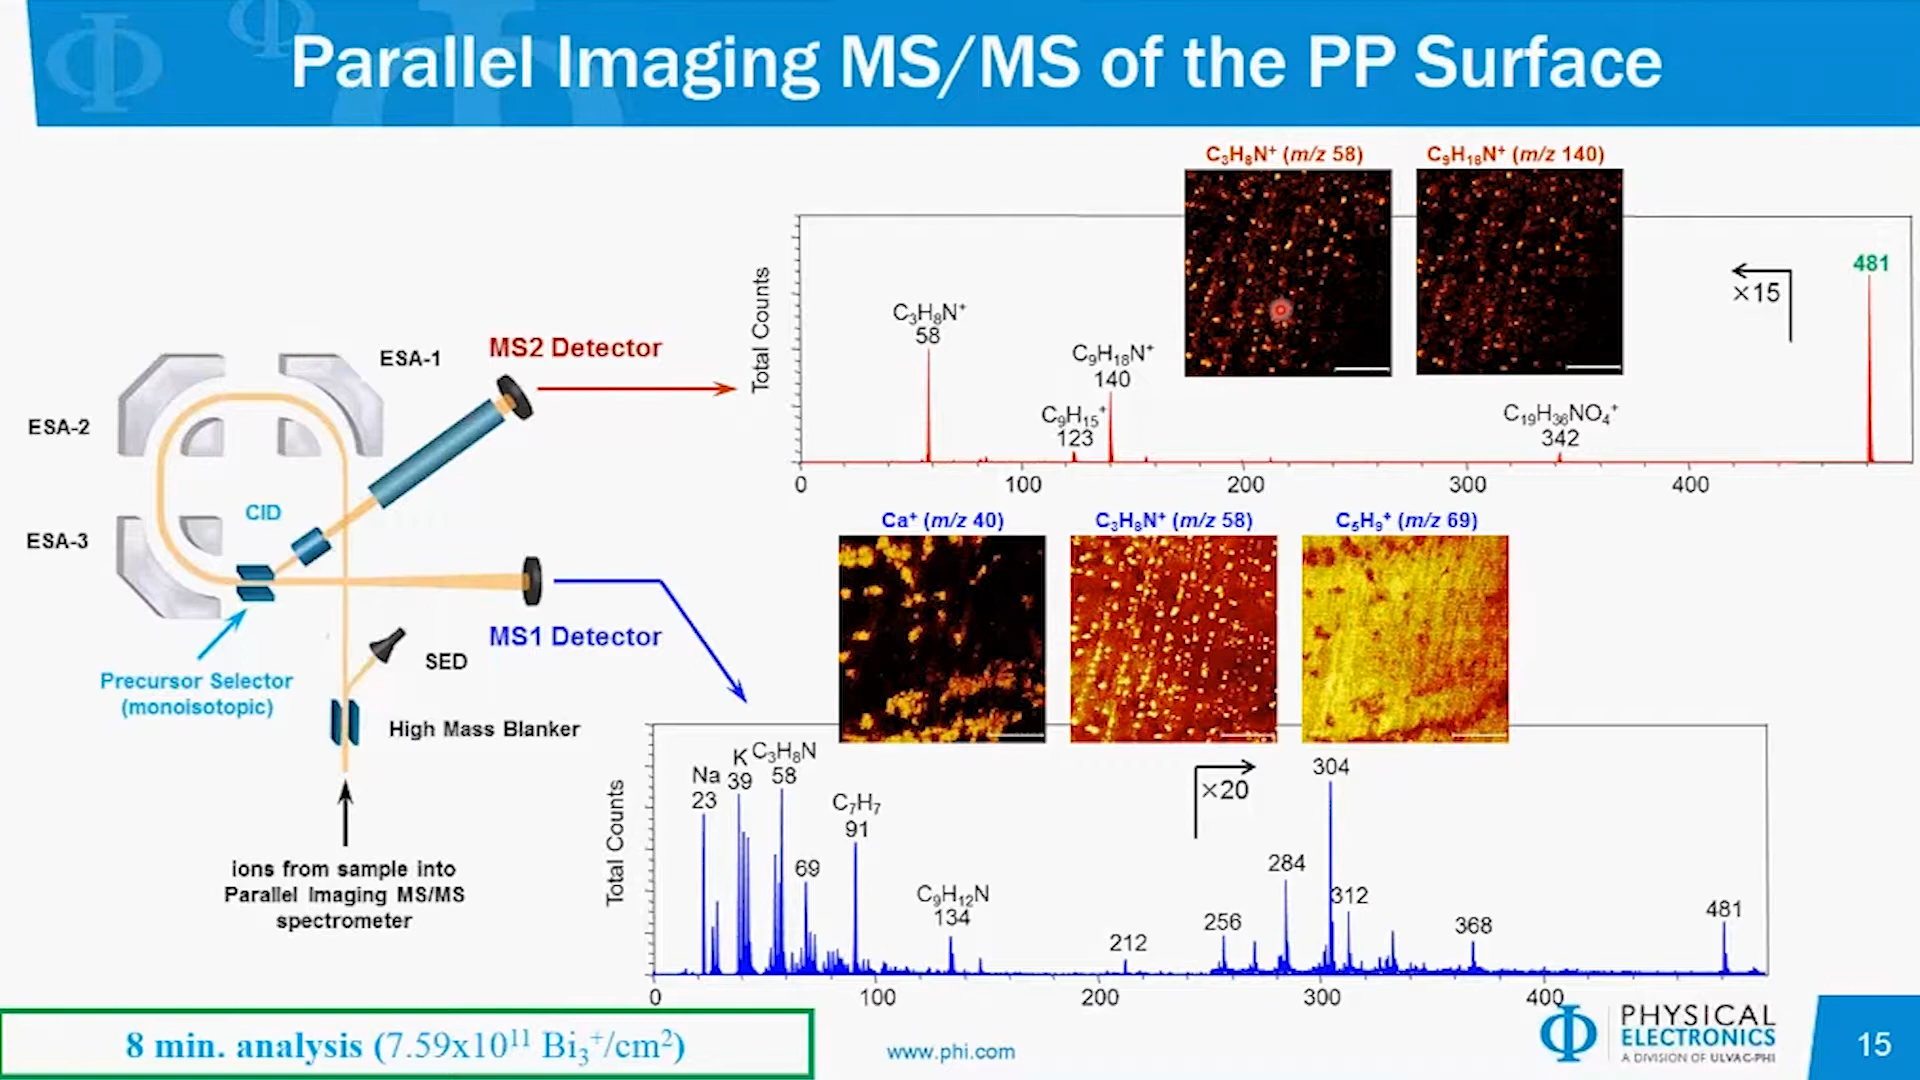 Parallel Imaging MS/MS of the PP Surface
C₃H₈N⁺ (m/z 58)
C₉H₁₈N⁺ (m/z 140)
481
×15
C₃H₈N⁺
58
C₉H₁₈N⁺
140
C₉H₁₅⁺
123
C₁₉H₃₆NO₄⁺
342
Total Counts
0 100 200 300 400
ESA-1
MS2 Detector
ESA-2
CID
ESA-3
MS1 Detector
SED
Precursor Selector
(monoisotopic)
High Mass Blanker
ions from sample into
Parallel Imaging MS/MS
spectrometer
Ca⁺ (m/z 40)
C₃H₈N⁺ (m/z 58)
C₅H₉⁺ (m/z 69)
Total Counts
Na
23
K
39
C₃H₈N
58
69
C₇H₇
91
C₉H₁₂N
134
212
×20
256
284
304
312
368
481
0 100 200 300 400
8 min. analysis (7.59x10¹¹ Bi₃⁺/cm²)
www.phi.com
PHYSICAL
ELECTRONICS
A DIVISION OF ULVAC-PHI
15